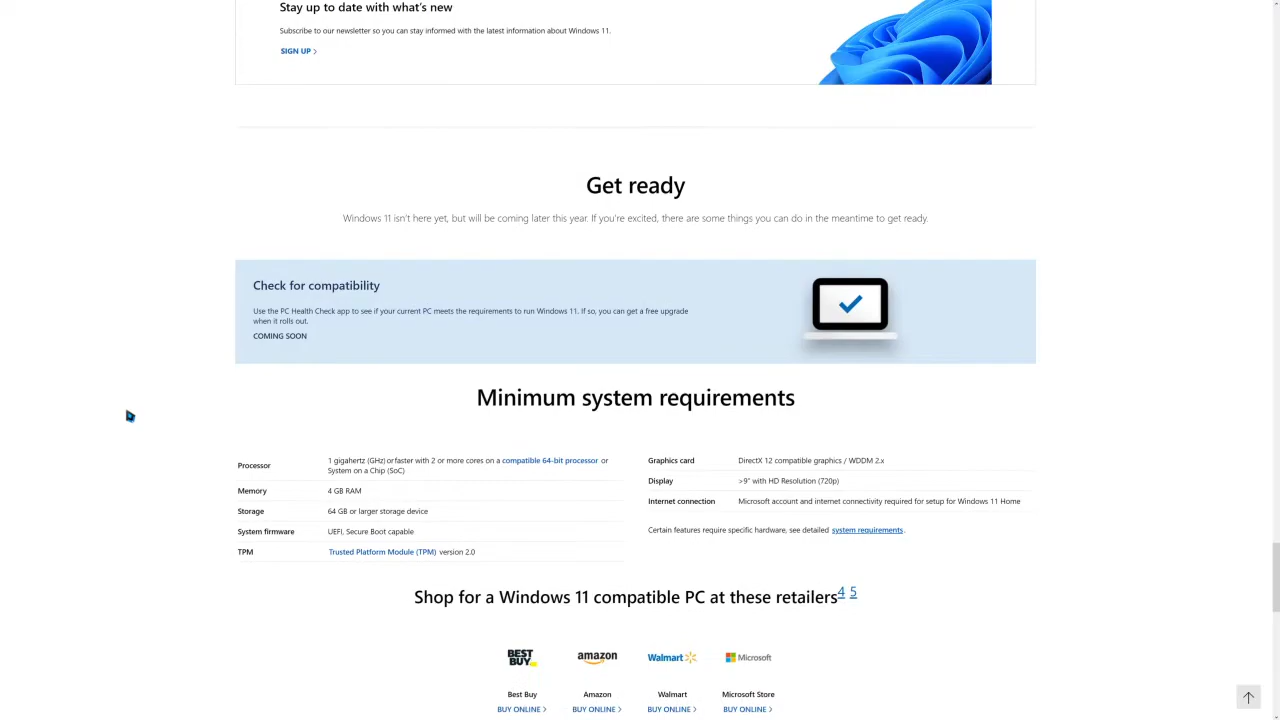 Stay up to date with what's new
Subscribe to our newsletter so you can stay informed with the latest information about Windows 11.
SIGN UP >
Get ready
Windows 11 isn't here yet, but will be coming later this year. If you're excited, there are some things you can do in the meantime to get ready.
Check for compatibility
Use the PC Health Check app to see if your current PC meets the requirements to run Windows 11. If so, you can get a free upgrade
when it rolls out.
COMING SOON
Minimum system requirements
Processor
1 gigahertz (GHz) or faster with 2 or more cores on a compatible 64-bit processor or
System on a Chip (SoC)
Memory 4 GB RAM
Storage 64 GB or larger storage device
System firmware UEFI, Secure Boot capable
TPM Trusted Platform Module (TPM) version 2.0
Graphics card DirectX 12 compatible graphics / WDDM 2.x
Display >9" with HD Resolution (720p)
Internet connection Microsoft account and internet connectivity required for setup for Windows 11 Home
Certain features require specific hardware, see detailed system requirements.
Shop for a Windows 11 compatible PC at these retailers4 5
BEST
BUY
amazon
Walmart
Microsoft
Best Buy Amazon Walmart Microsoft Store
BUY ONLINE > BUY ONLINE > BUY ONLINE > BUY ONLINE >